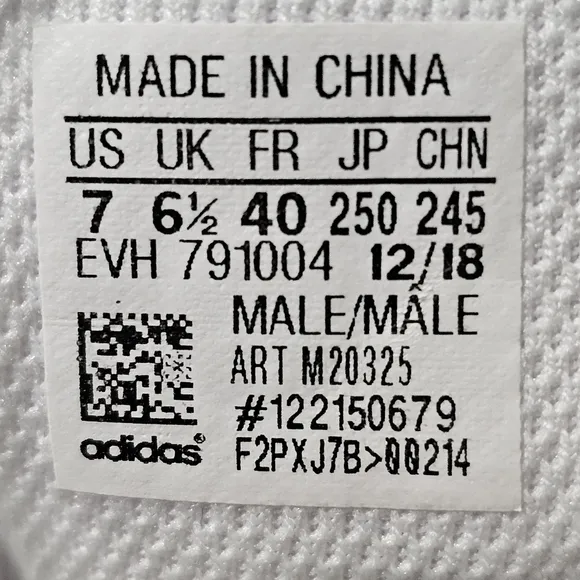 MADE IN CHINA
US UK FR JP CHN
7 6½ 40 250 245
EVH 791004 12/18
MALE/MÂLE
ART M20325
#122150679
adidas®
F2PXJ7B>00214